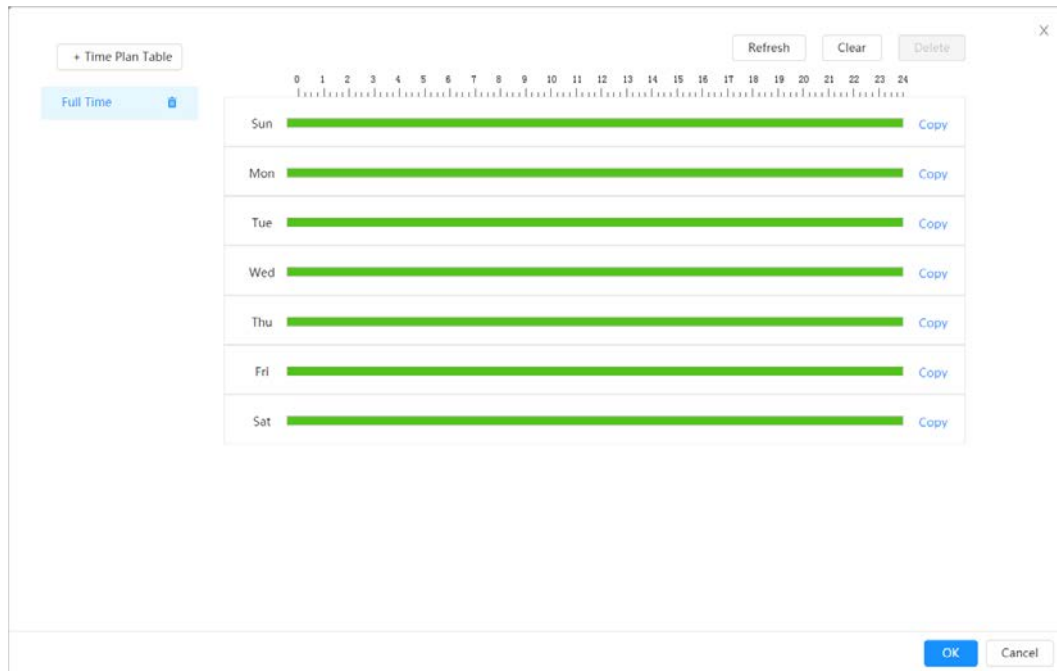 X
+ Time Plan Table
Refresh
Clear
Delete
Full Time
0 1 2 3 4 5 6 7 8 9 10 11 12 13 14 15 16 17 18 19 20 21 22 23 24
Sun Copy
Mon Copy
Tue Copy
Wed Copy
Thu Copy
Fri Copy
Sat Copy
OK
Cancel